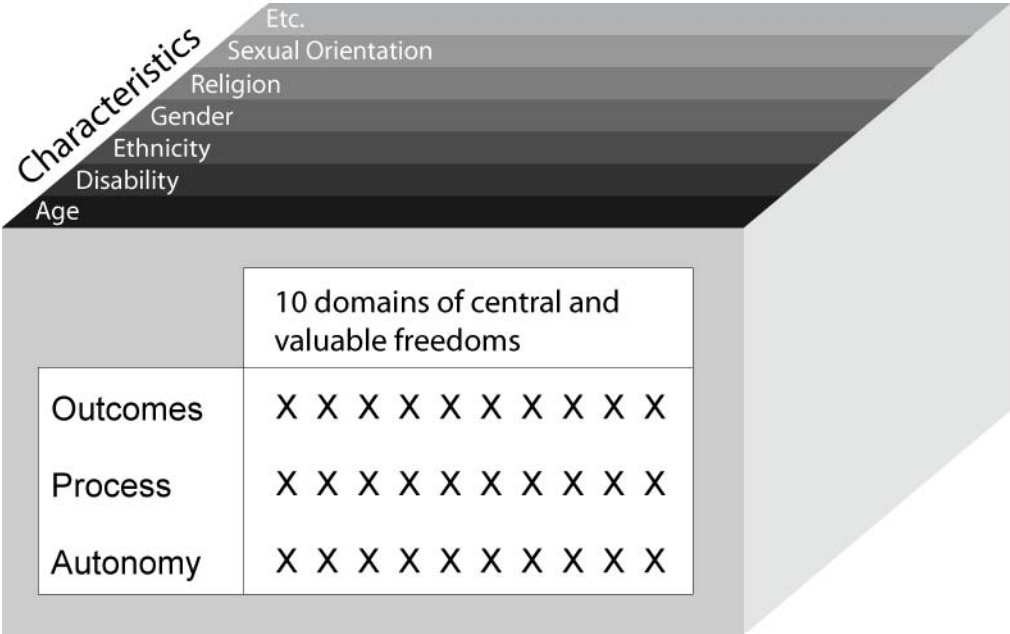 Characteristics
Etc.
Sexual Orientation
Religion
Gender
Ethnicity
Disability
Age
10 domains of central and
valuable freedoms
Outcomes X X X X X X X X X X
Process X X X X X X X X X X
Autonomy X X X X X X X X X X